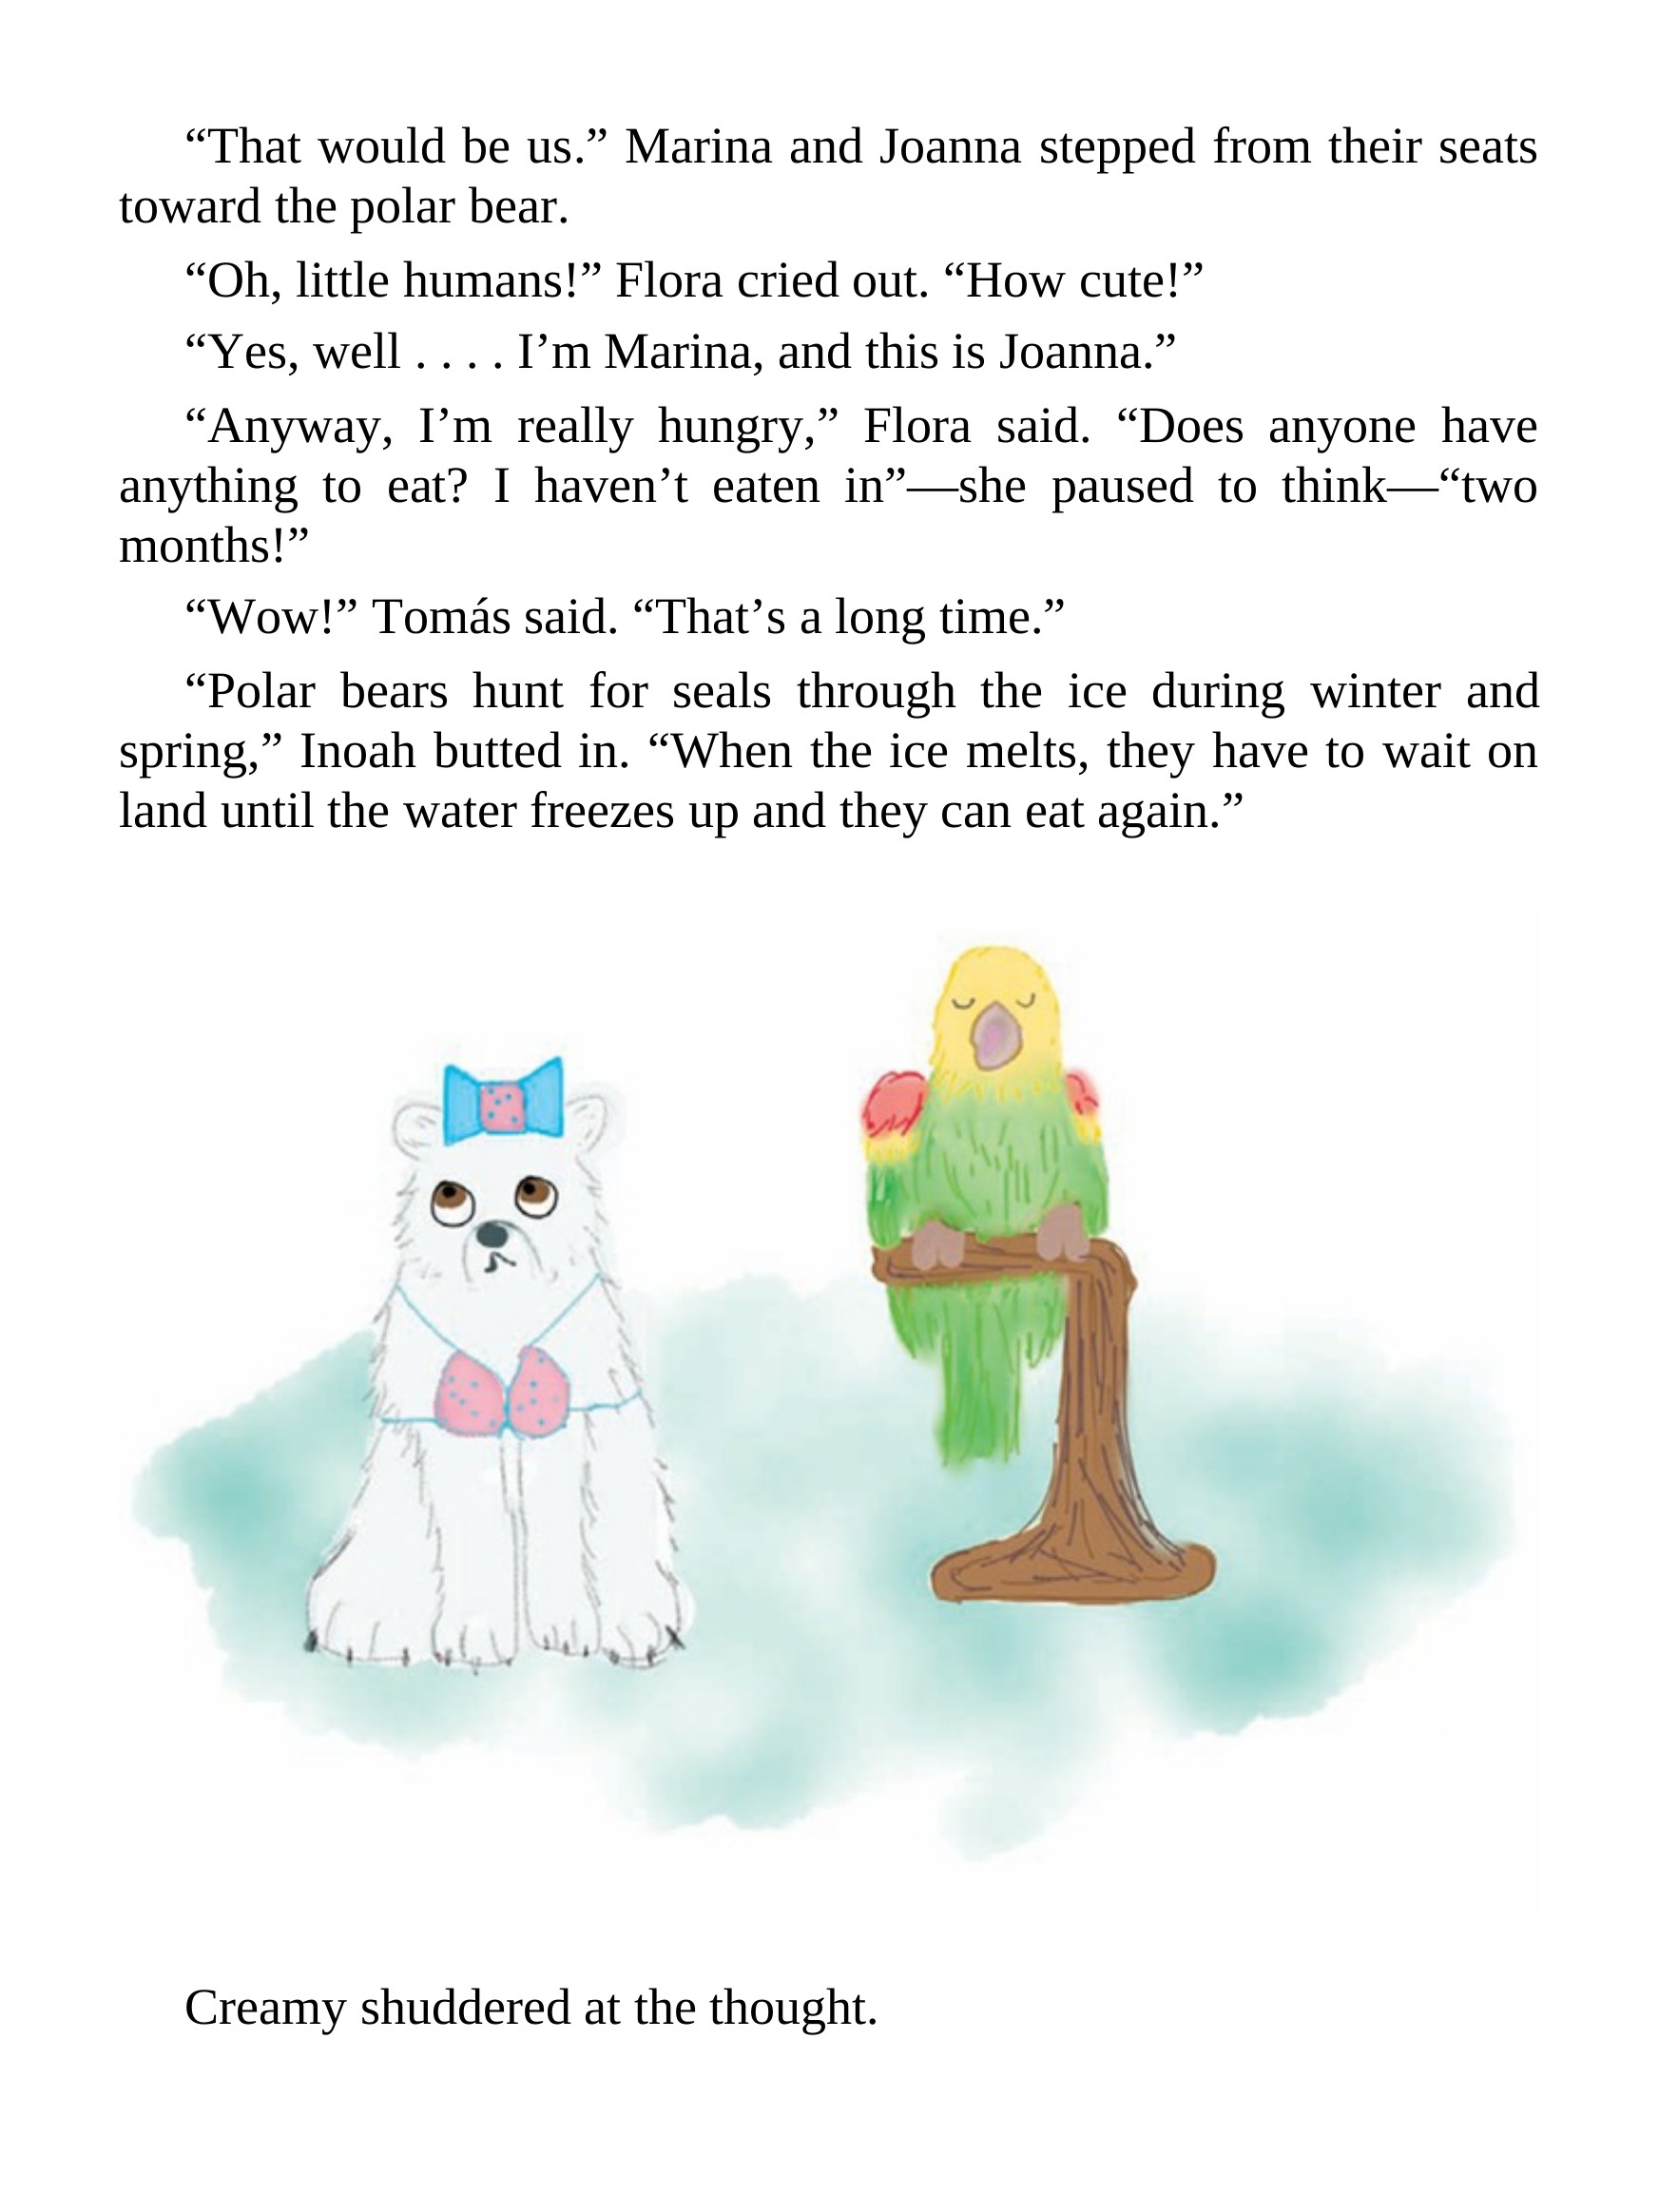 “That would be us.” Marina and Joanna stepped from their seats
toward the polar bear.
“Oh, little humans!” Flora cried out. “How cute!”
“Yes, well . . . . I’m Marina, and this is Joanna.”
“Anyway, I’m really hungry,” Flora said. “Does anyone have
anything to eat? I haven’t eaten in”—she paused to think—“two
months!”
“Wow!” Tomás said. “That’s a long time.”
“Polar bears hunt for seals through the ice during winter and
spring,” Inoah butted in. “When the ice melts, they have to wait on
land until the water freezes up and they can eat again.”
Creamy shuddered at the thought.